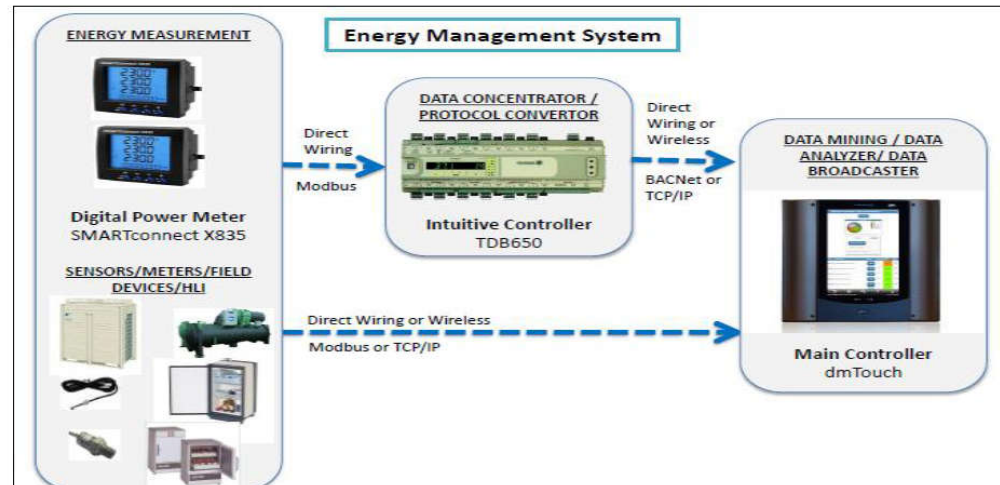 Energy Management System
ENERGY MEASUREMENT
Digital Power Meter
SMARTconnect X835
SENSORS/METERS/FIELD
DEVICES/HLI
Direct
Wiring
Modbus
DATA CONCENTRATOR /
PROTOCOL CONVERTOR
Intuitive Controller
TDB650
Direct
Wiring or
Wireless
BACNet or
TCP/IP
Direct Wiring or Wireless
Modbus or TCP/IP
DATA MINING / DATA
ANALYZER/ DATA
BROADCASTER
Main Controller
dmTouch